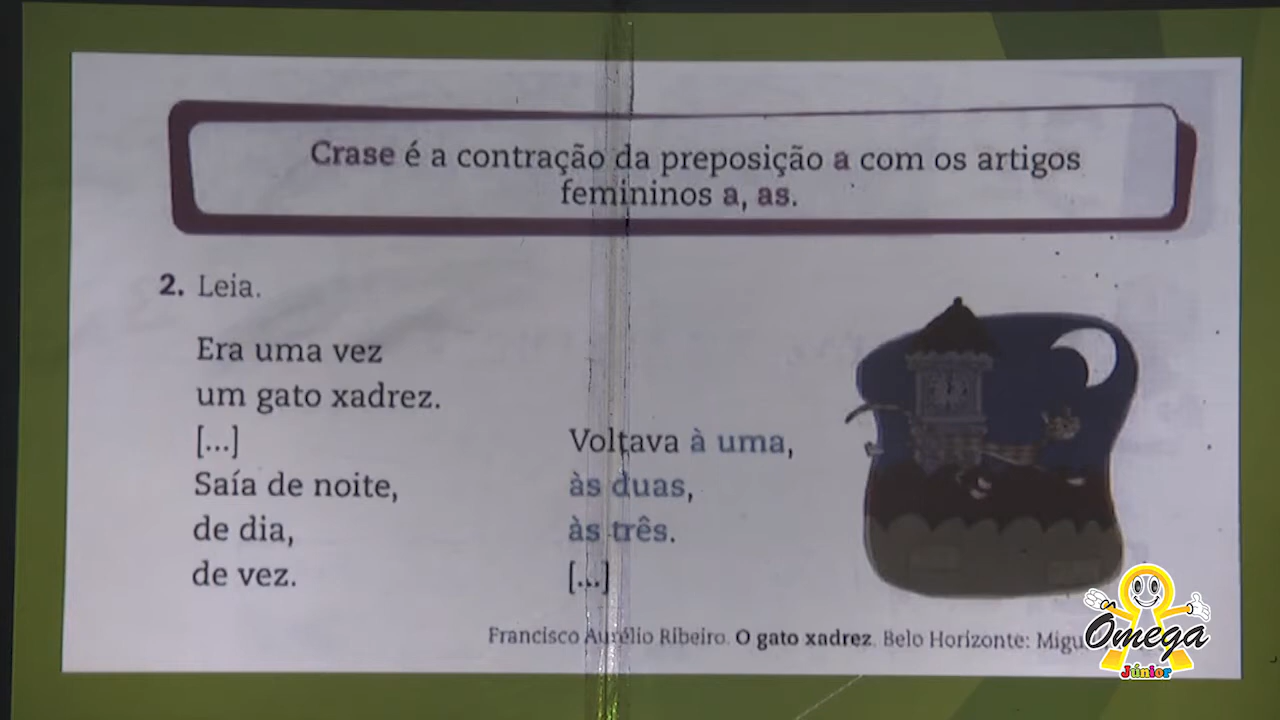 Crase é a contração da preposição a com os artigos
femininos a, as.
2. Leia.
Era uma vez
um gato xadrez.
[...]
Saía de noite,
de dia,
de vez.
Voltava à uma,
às duas,
às três.
[...]
Francisco Aurélio Ribeiro. O gato xadrez. Belo Horizonte:
Ômega
Júnior